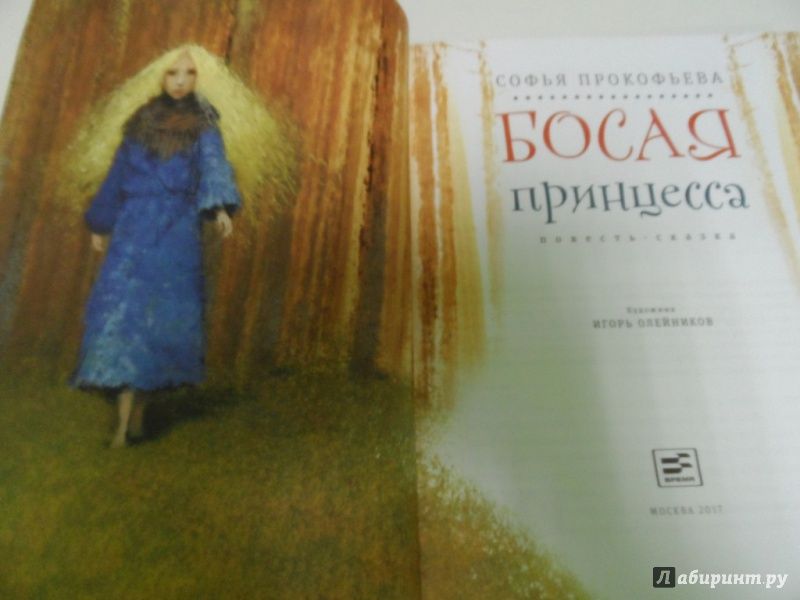 СОФЬЯ ПРОКОФЬЕВА
БОСАЯ
принцесса
повесть-сказка
Художник
ИГОРЬ ОЛЕЙНИКОВ
ВРЕМЯ
МОСКВА 2017
Лабиринт.ру